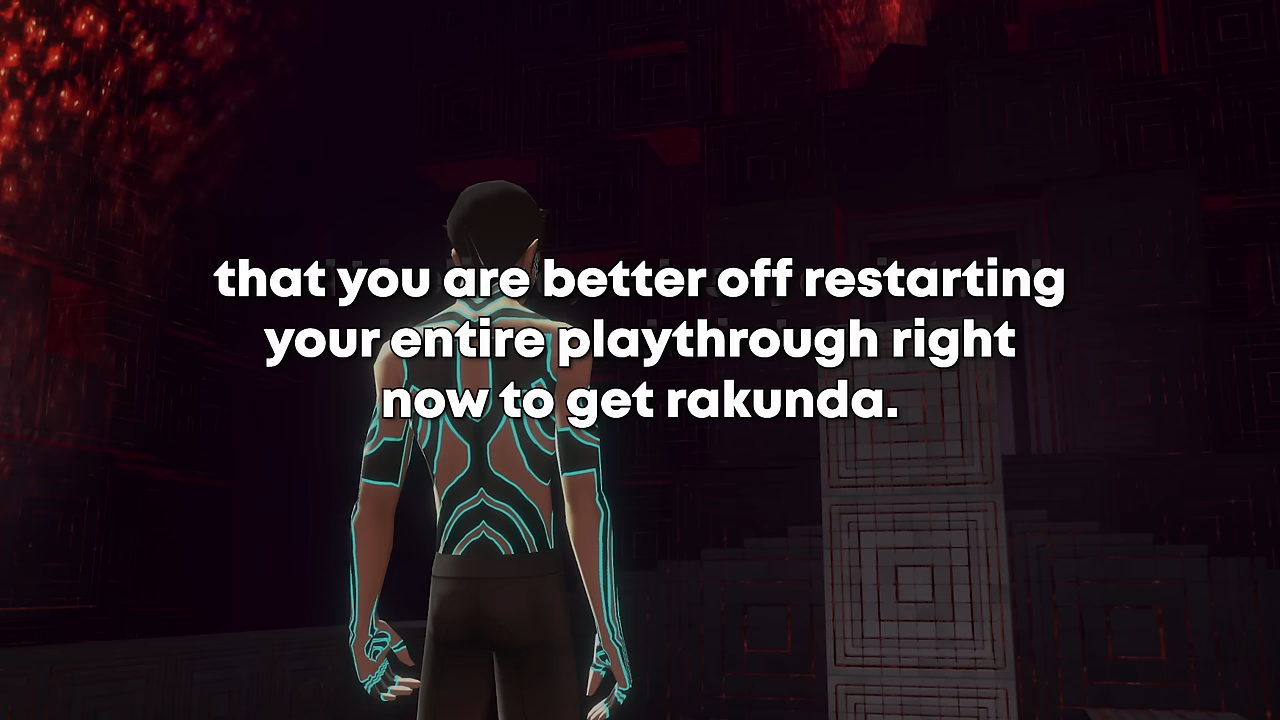 that you are better off restarting
your entire playthrough right
now to get rakunda.